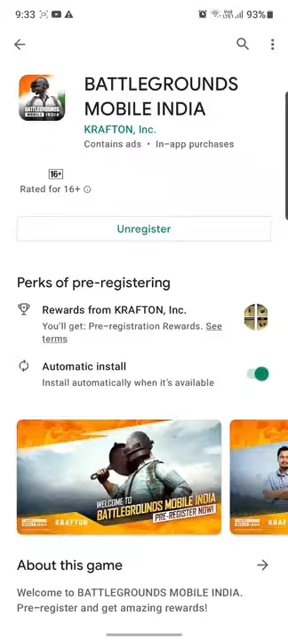 9:33
93%
BATTLEGROUNDS
MOBILE INDIA
KRAFTON, Inc.
Contains ads • In-app purchases
16+
Rated for 16+
Unregister
Perks of pre-registering
Rewards from KRAFTON, Inc.
You'll get: Pre-registration Rewards. See
terms
Automatic install
Install automatically when it's available
WELCOME TO
BATTLEGROUNDS MOBILE INDIA
PRE-REGISTER NOW!
KRAFTON
About this game
Welcome to BATTLEGROUNDS MOBILE INDIA.
Pre-register and get amazing rewards!